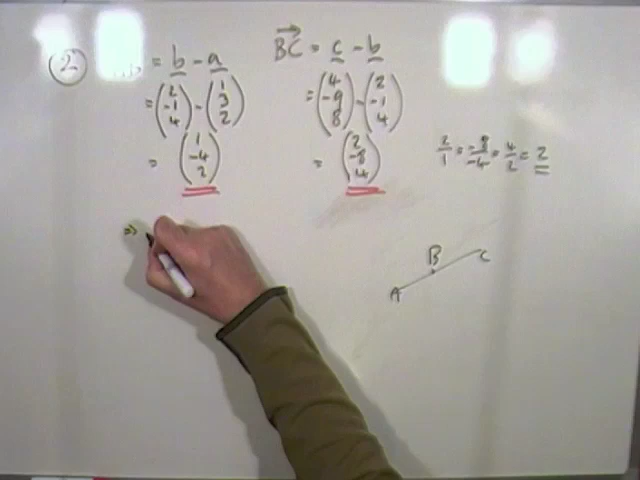 2
= b - a
= (2 -1 4) - (1 3 2)
= (1 -4 2)
BC = c - b
= (4 -9 8) - (2 -1 4)
= (2 -8 4)
2/1 = -8/-4 = 4/2 = 2
A B C
⇒